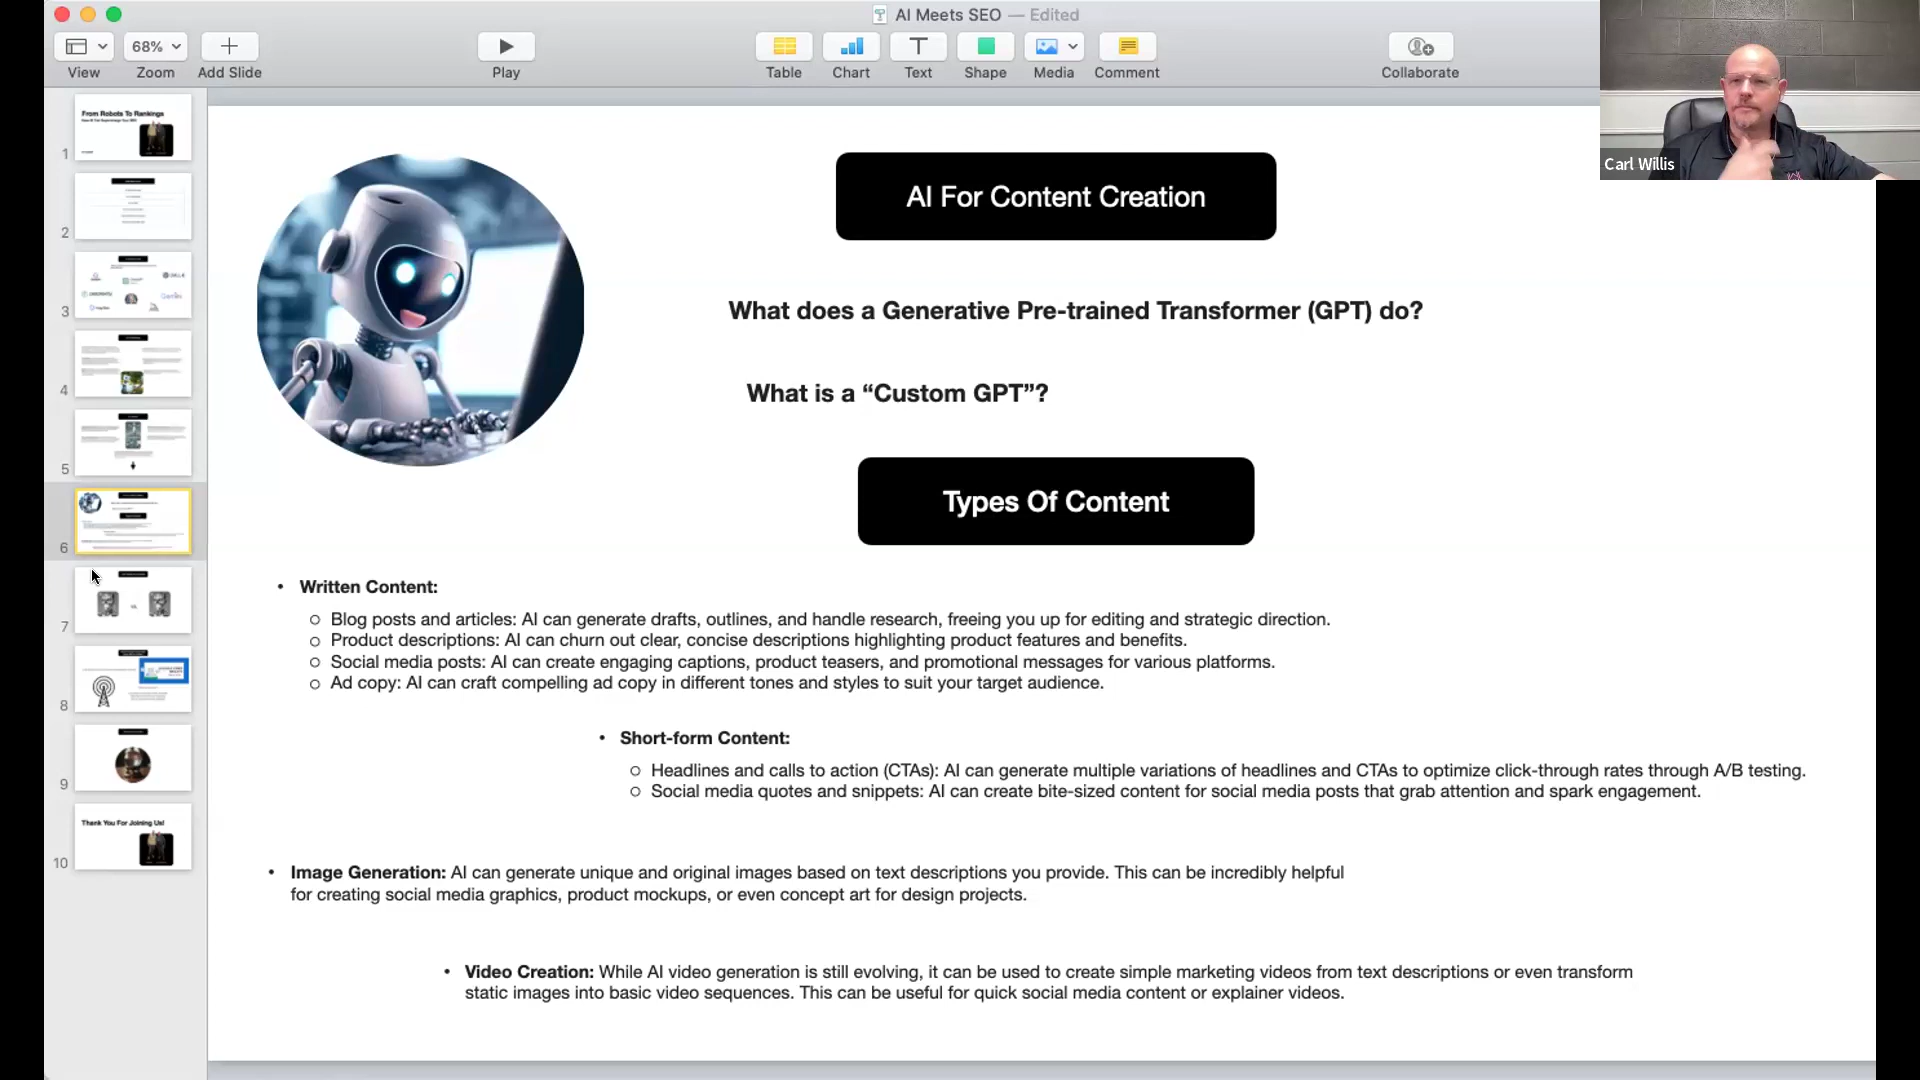 AI Meets SEO — Edited
68%
View
Zoom
Add Slide
Play
Table
Chart
Text
Shape
Media
Comment
Collaborate
Carl Willis
From Robots To Rankings
1
2
3
4
5
6
7
8
9
Thank You For Joining Us!
10
AI For Content Creation
What does a Generative Pre-trained Transformer (GPT) do?
What is a “Custom GPT”?
Types Of Content
• Written Content:
○ Blog posts and articles: AI can generate drafts, outlines, and handle research, freeing you up for editing and strategic direction.
○ Product descriptions: AI can churn out clear, concise descriptions highlighting product features and benefits.
○ Social media posts: AI can create engaging captions, product teasers, and promotional messages for various platforms.
○ Ad copy: AI can craft compelling ad copy in different tones and styles to suit your target audience.
• Short-form Content:
○ Headlines and calls to action (CTAs): AI can generate multiple variations of headlines and CTAs to optimize click-through rates through A/B testing.
○ Social media quotes and snippets: AI can create bite-sized content for social media posts that grab attention and spark engagement.
• Image Generation: AI can generate unique and original images based on text descriptions you provide. This can be incredibly helpful
for creating social media graphics, product mockups, or even concept art for design projects.
• Video Creation: While AI video generation is still evolving, it can be used to create simple marketing videos from text descriptions or even transform
static images into basic video sequences. This can be useful for quick social media content or explainer videos.